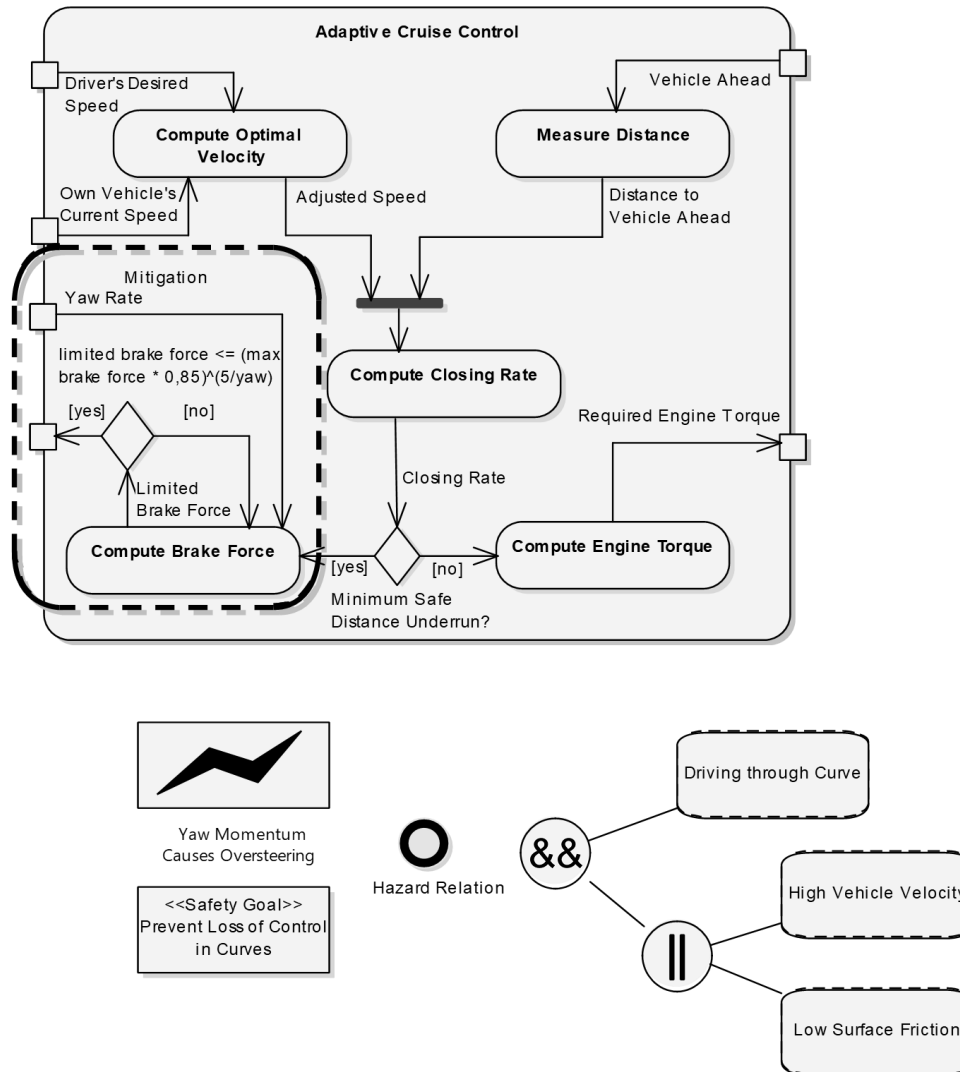 Adaptive Cruise Control
Driver's Desired
Speed
Vehicle Ahead
Compute Optimal
Velocity
Measure Distance
Own Vehicle's
Current Speed
Adjusted Speed
Distance to
Vehicle Ahead
Mitigation
Yaw Rate
limited brake force <= (max
brake force * 0,85)^(5/yaw)
[yes]
[no]
Compute Closing Rate
Required Engine Torque
Limited
Brake Force
Closing Rate
Compute Brake Force
Compute Engine Torque
[yes]
[no]
Minimum Safe
Distance Underrun?
Yaw Momentum
Causes Oversteering
<<Safety Goal>>
Prevent Loss of Control
in Curves
Hazard Relation
&&
Driving through Curve
||
High Vehicle Velocity
Low Surface Friction